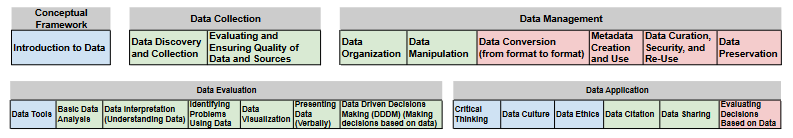 Conceptual
Framework
Introduction to Data
Data Collection
Data Discovery
and Collection
Evaluating and
Ensuring Quality of
Data and Sources
Data Management
Data
Organization
Data
Manipulation
Data Conversion
(from format to format)
Metadata
Creation
and Use
Data Curation,
Security, and
Re-Use
Data
Preservation
Data Evaluation
Data Tools
Basic Data
Analysis
Data Interpretation
(Understanding Data)
Identifying
Problems
Using Data
Data
Visualization
Presenting
Data
(Verbally)
Data Driven Decisions
Making (DDDM) (Making
decisions based on data)
Data Application
Critical
Thinking
Data Culture
Data Ethics
Data Citation
Data Sharing
Evaluating
Decisions
Based on Data